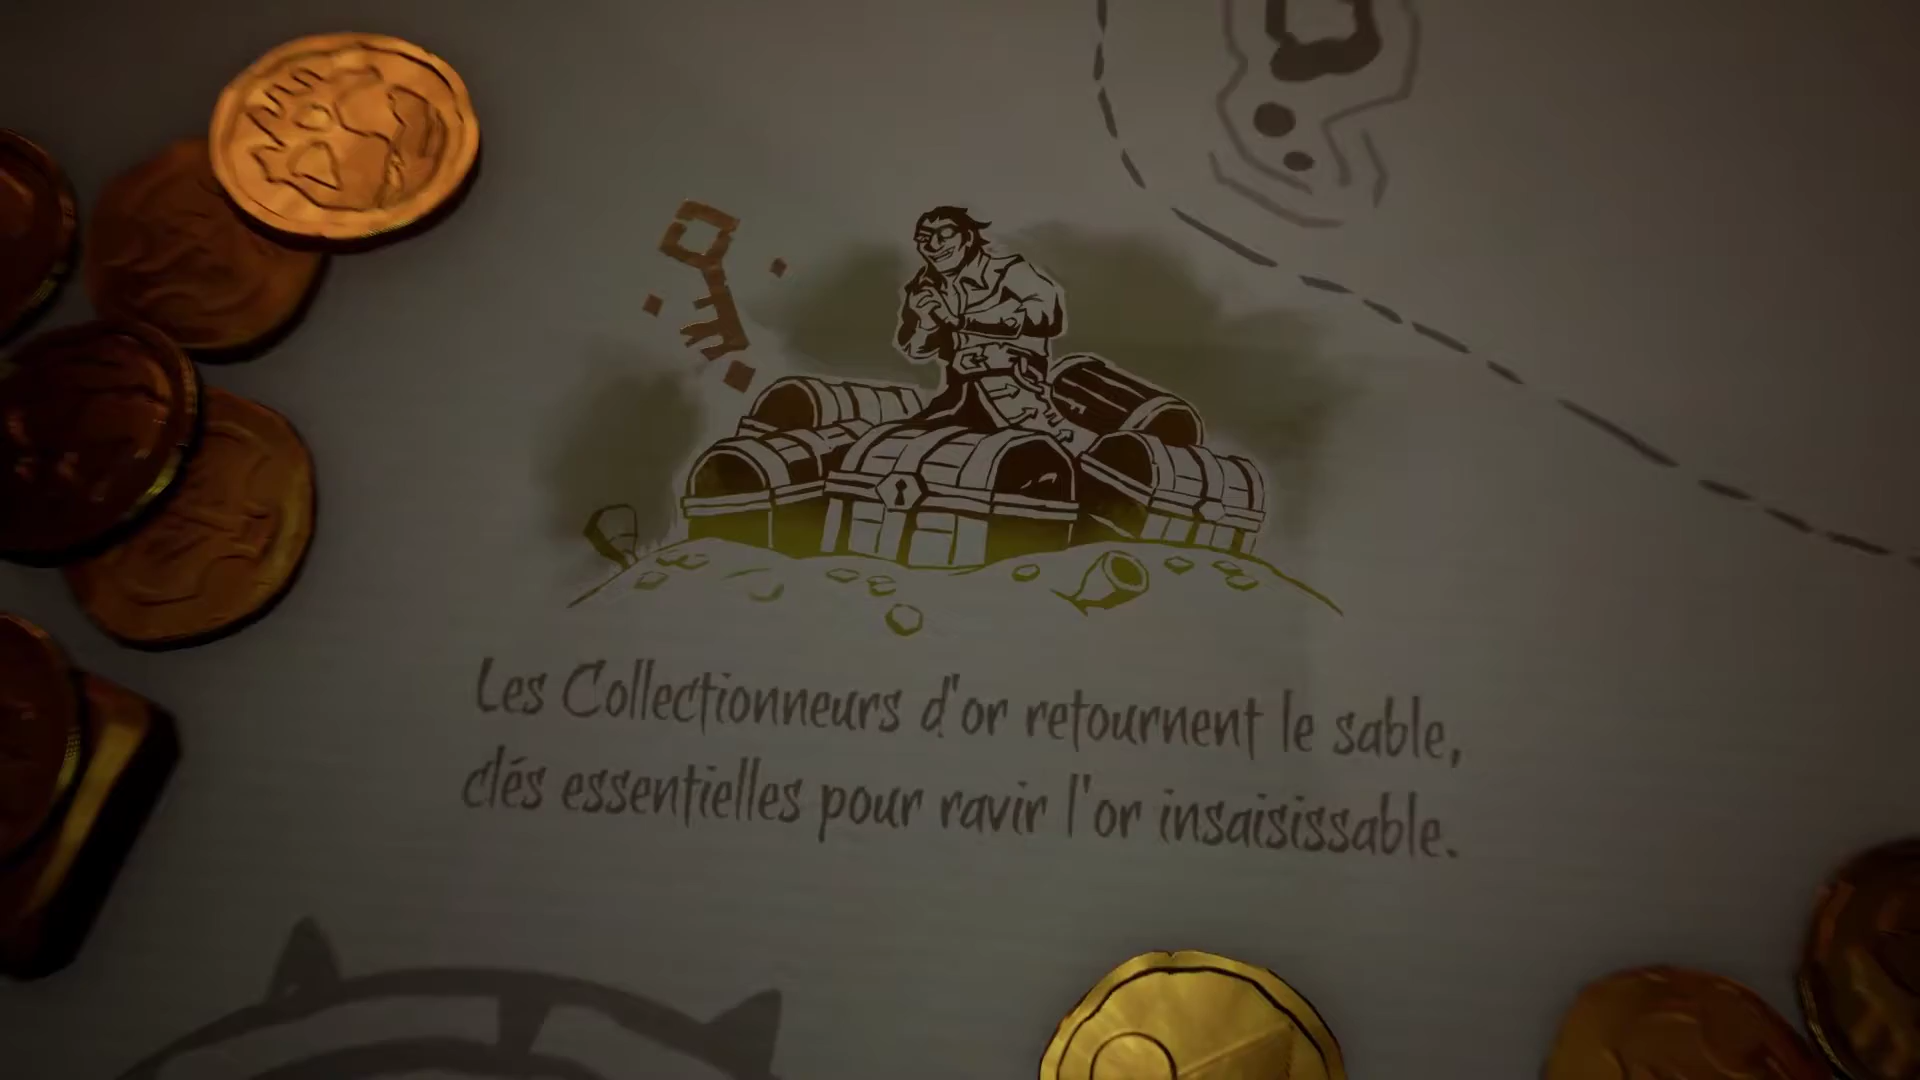 Les Collectionneurs d'or retournent le sable,
clés essentielles pour ravir l'or insaisissable.